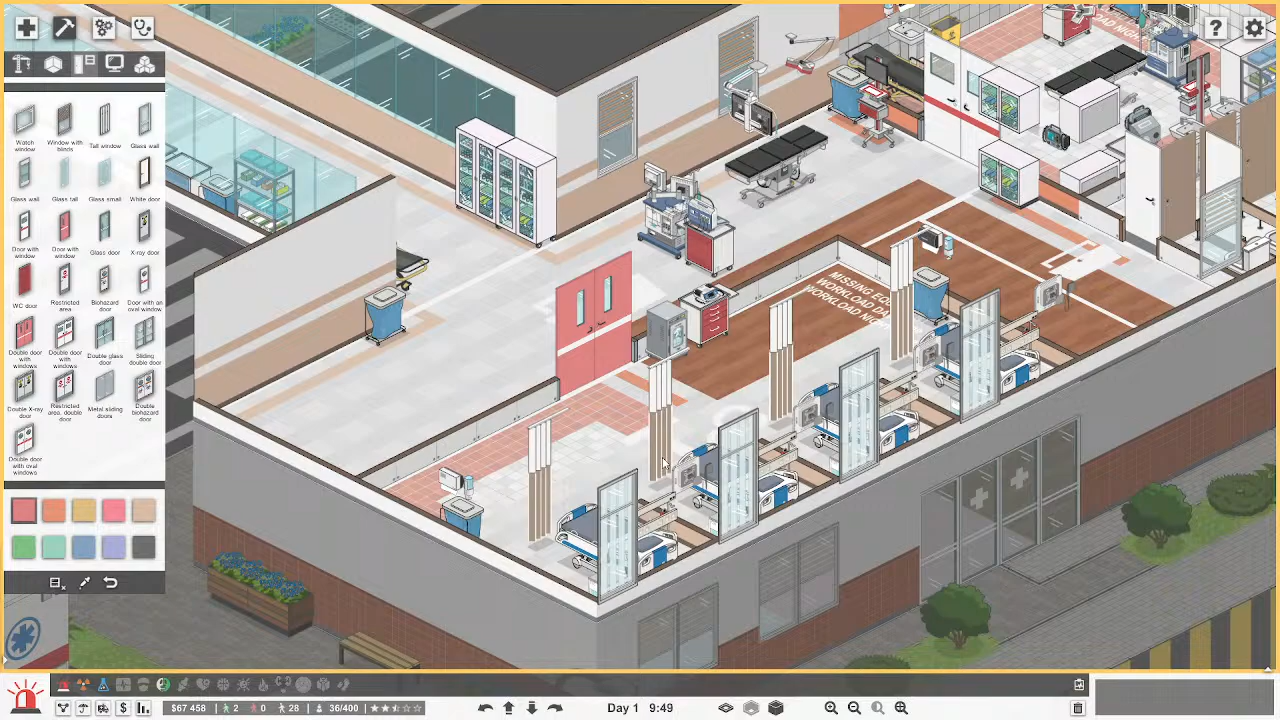 ?
Watch window
Window with blinds
Tall window
Glass wall
Glass wall
Glass tall
Glass small
White door
Door with window
Door with window
Glass door
X-ray door
WC door
Restricted area
Biohazard door
Door with an oval window
Double door with windows
Double door with windows
Double glass door
Sliding double door
Double X-ray door
Restricted area, double door
Metal sliding doors
Double biohazard door
Double door with oval windows
MISSING EQ
WORKLOAD DA
WORKLOAD NIGH
OAD NIGH
$
$67 458
2
0
28
36/400
Day 1 9:49